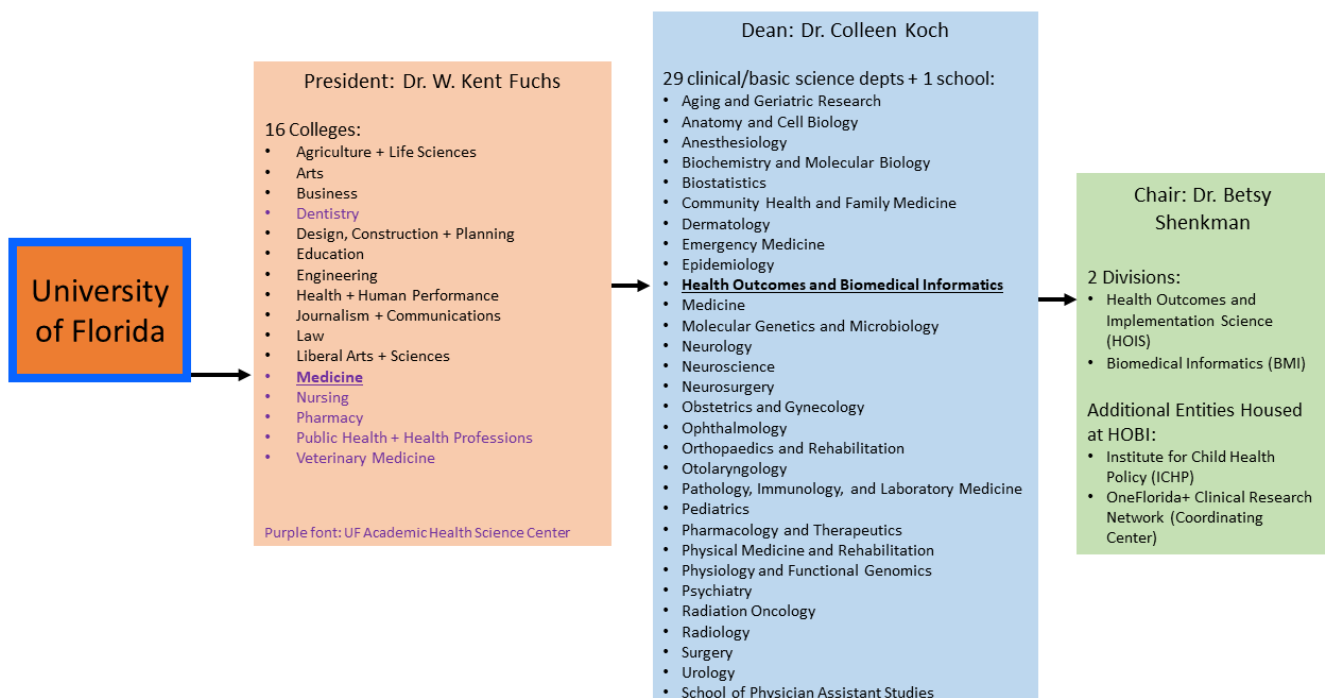 University
of Florida
President: Dr. W. Kent Fuchs
16 Colleges:
• Agriculture + Life Sciences
• Arts
• Business
• Dentistry
• Design, Construction + Planning
• Education
• Engineering
• Health + Human Performance
• Journalism + Communications
• Law
• Liberal Arts + Sciences
• Medicine
• Nursing
• Pharmacy
• Public Health + Health Professions
• Veterinary Medicine
Purple font: UF Academic Health Science Center
Dean: Dr. Colleen Koch
29 clinical/basic science depts + 1 school:
• Aging and Geriatric Research
• Anatomy and Cell Biology
• Anesthesiology
• Biochemistry and Molecular Biology
• Biostatistics
• Community Health and Family Medicine
• Dermatology
• Emergency Medicine
• Epidemiology
• Health Outcomes and Biomedical Informatics
• Medicine
• Molecular Genetics and Microbiology
• Neurology
• Neuroscience
• Neurosurgery
• Obstetrics and Gynecology
• Ophthalmology
• Orthopaedics and Rehabilitation
• Otolaryngology
• Pathology, Immunology, and Laboratory Medicine
• Pediatrics
• Pharmacology and Therapeutics
• Physical Medicine and Rehabilitation
• Physiology and Functional Genomics
• Psychiatry
• Radiation Oncology
• Radiology
• Surgery
• Urology
• School of Physician Assistant Studies
Chair: Dr. Betsy
Shenkman
2 Divisions:
• Health Outcomes and
Implementation Science
(HOIS)
• Biomedical Informatics (BMI)
Additional Entities Housed
at HOBI:
• Institute for Child Health
Policy (ICHP)
• OneFlorida+ Clinical Research
Network (Coordinating
Center)